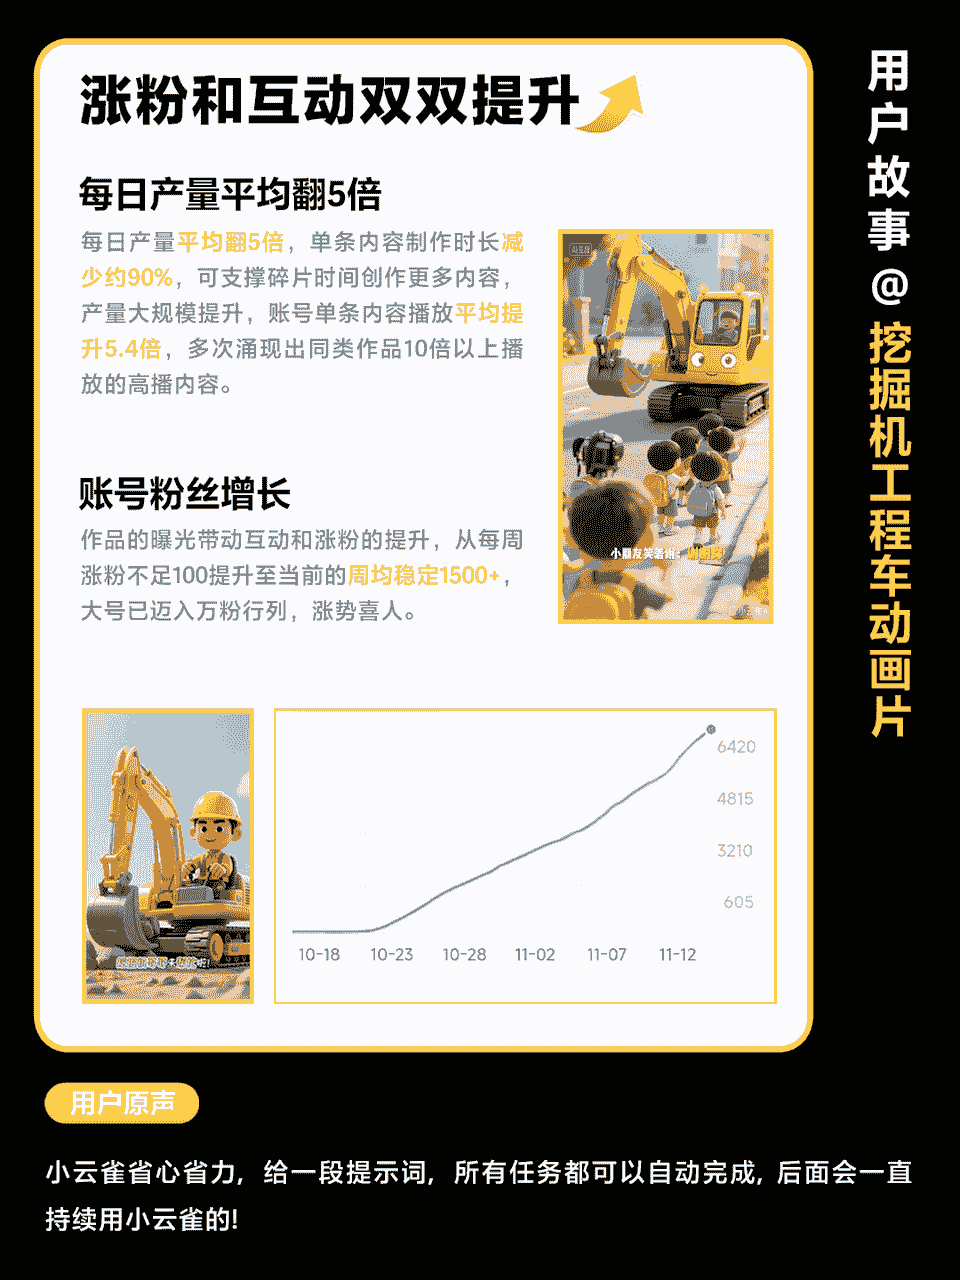 涨粉和互动双双提升
每日产量平均翻5倍
每日产量平均翻5倍，单条内容制作时长减
少约90%，可支撑碎片时间创作更多内容，
产量大规模提升，账号单条内容播放平均提
升5.4倍，多次涌现出同类作品10倍以上播
放的高播内容。
账号粉丝增长
作品的曝光带动互动和涨粉的提升，从每周
涨粉不足100提升至当前的周均稳定1500+，
大号已迈入万粉行列，涨势喜人。
小朋友笑着说：
6420
4815
3210
605
10-18 10-23 10-28 11-02 11-07 11-12
用户故事@挖掘机工程车动画片
用户原声
小云雀省心省力，给一段提示词，所有任务都可以自动完成，后面会一直
持续用小云雀的!